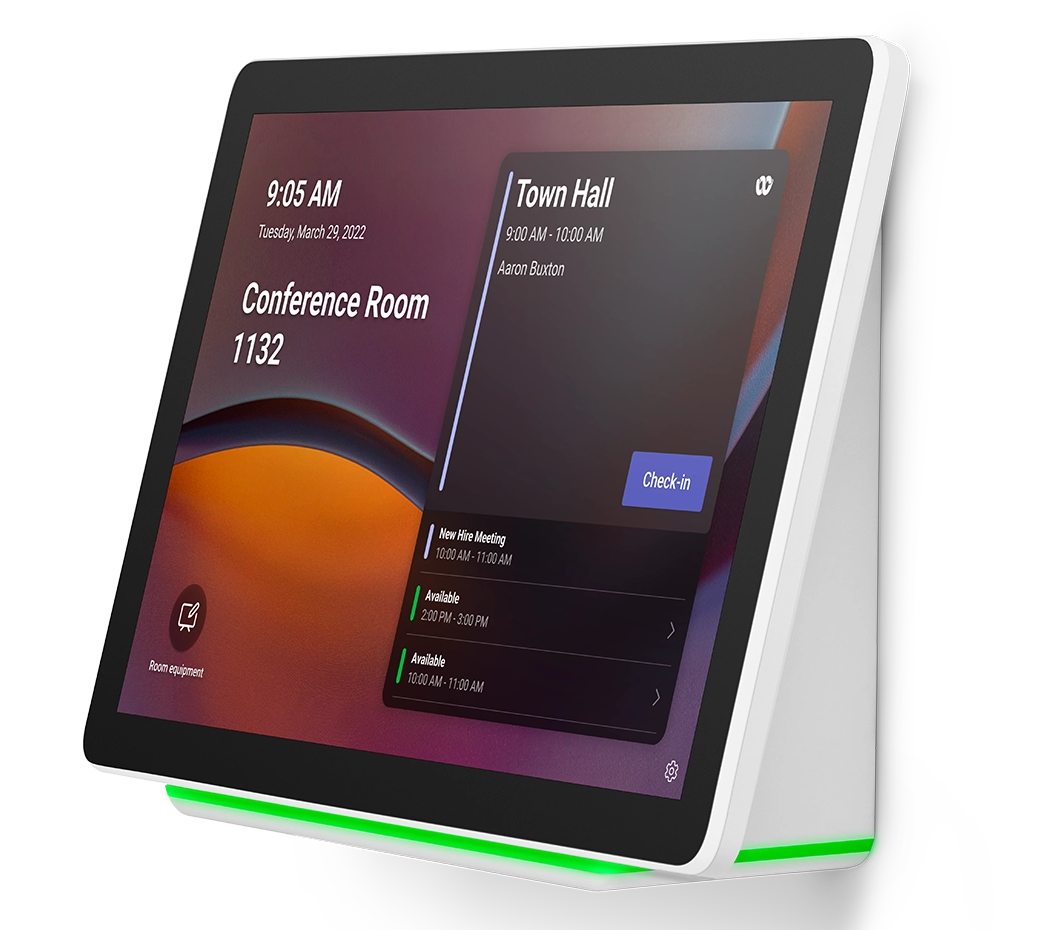 9:05 AM
Tuesday, March 29, 2022
Conference Room
1132
Town Hall
9:00 AM - 10:00 AM
Aaron Buxton
Check-in
New Hire Meeting
10:00 AM - 11:00 AM
Available
2:00 PM - 3:00 PM
Available
10:00 AM - 11:00 AM
Room equipment